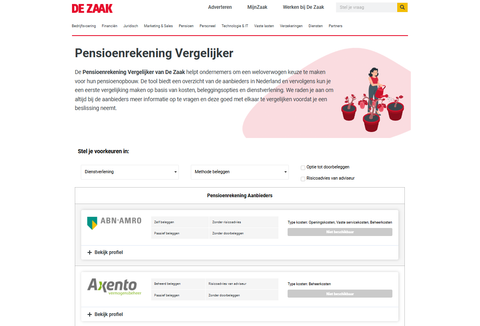 DE ZAAK
Adverteren MijnZaak Werken bij De Zaak
Stel je vraag
Bedrijfsvoering Financiën Juridisch Marketing & Sales Pensioen Personeel Technologie & IT Vaste lasten Verzekeringen Diensten Partners
Pensioenrekening Vergelijker
De Pensioenrekening Vergelijker van De Zaak helpt ondernemers om een weloverwogen keuze te maken
voor hun pensioenopbouw. De tool biedt een overzicht van de aanbieders in Nederland en vervolgens kun je
een eerste vergelijking maken op basis van kosten, beleggingsopties en dienstverlening. We raden je aan om
altijd bij de aanbieders meer informatie op te vragen en deze goed met elkaar te vergelijken voordat je een
beslissing neemt.
Stel je voorkeuren in:
Dienstverlening
Methode beleggen
Optie tot doorbeleggen
Risicoadvies van adviseur
Pensioenrekening Aanbieders
ABN·AMRO
Zelf beleggen Zonder risicoadvies
Passief beleggen Zonder doorbeleggen
Type kosten: Openingskosten, Vaste servicekosten, Beheerkosten
+ Bekijk profiel
Axento
Beheerd beleggen Risicoadvies van adviseur
Passief beleggen Zonder doorbeleggen
Type kosten: Beheerkosten
+ Bekijk profiel